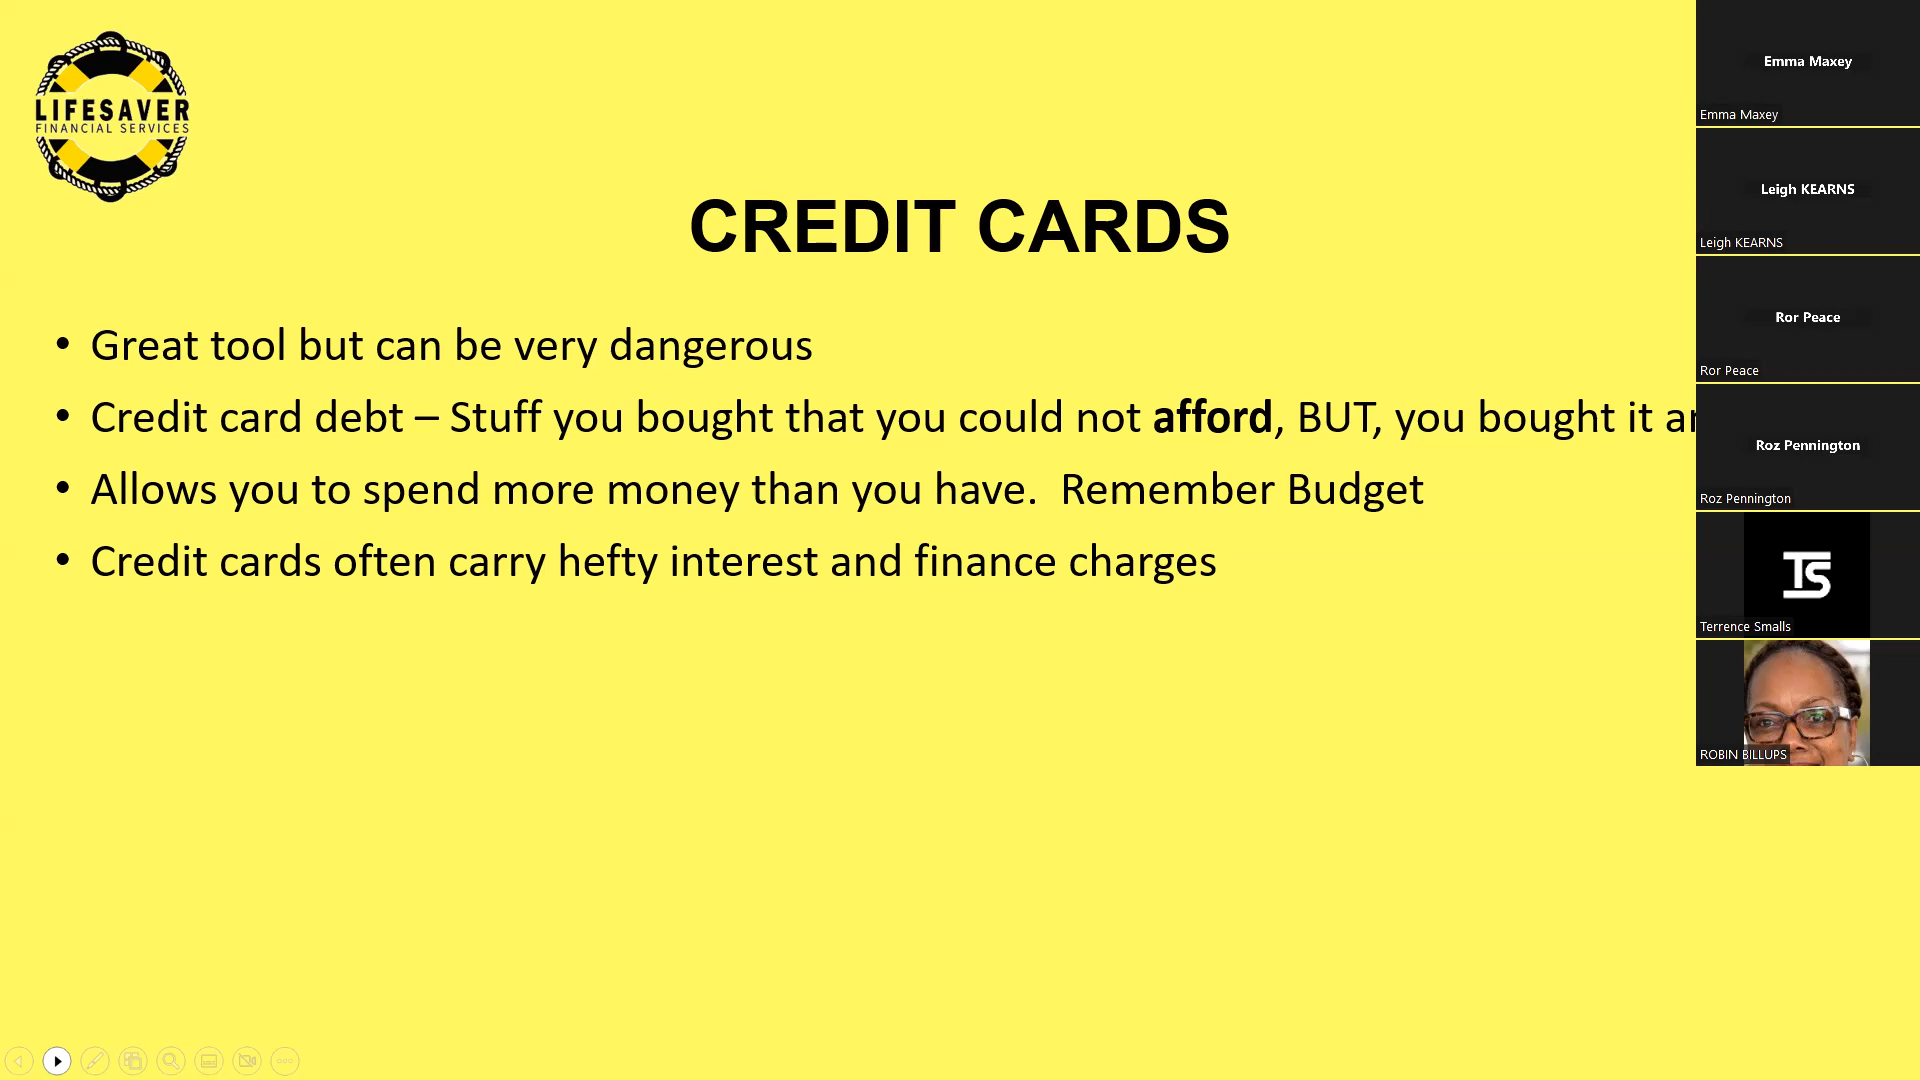 LIFESAVER
FINANCIAL SERVICES
CREDIT CARDS
• Great tool but can be very dangerous
• Credit card debt – Stuff you bought that you could not afford, BUT, you bought it
• Allows you to spend more money than you have.  Remember Budget
• Credit cards often carry hefty interest and finance charges
Emma Maxey
Emma Maxey
Leigh KEARNS
Leigh KEARNS
Ror Peace
Ror Peace
Roz Pennington
Roz Pennington
TS
Terrence Smalls
ROBIN BILLUPS